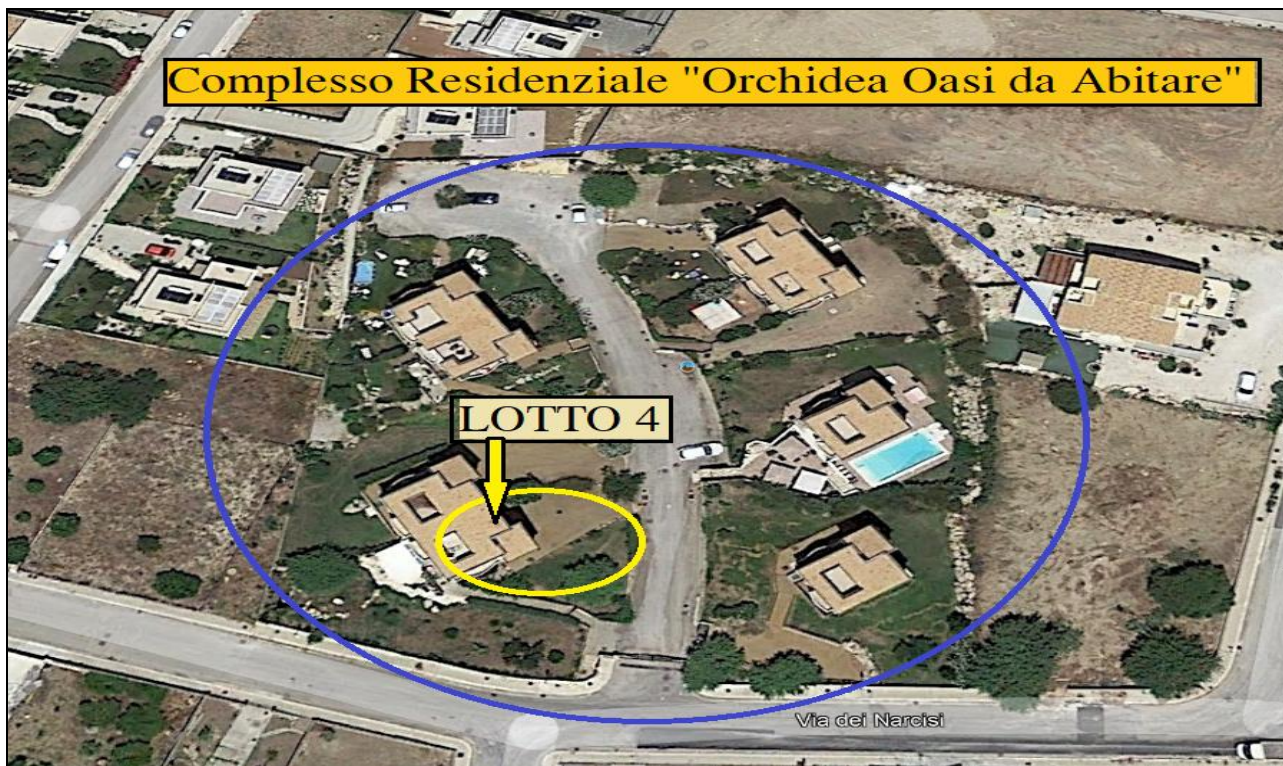 Complesso Residenziale "Orchidea Oasi da Abitare"
LOTTO 4
Via dei Narcisi